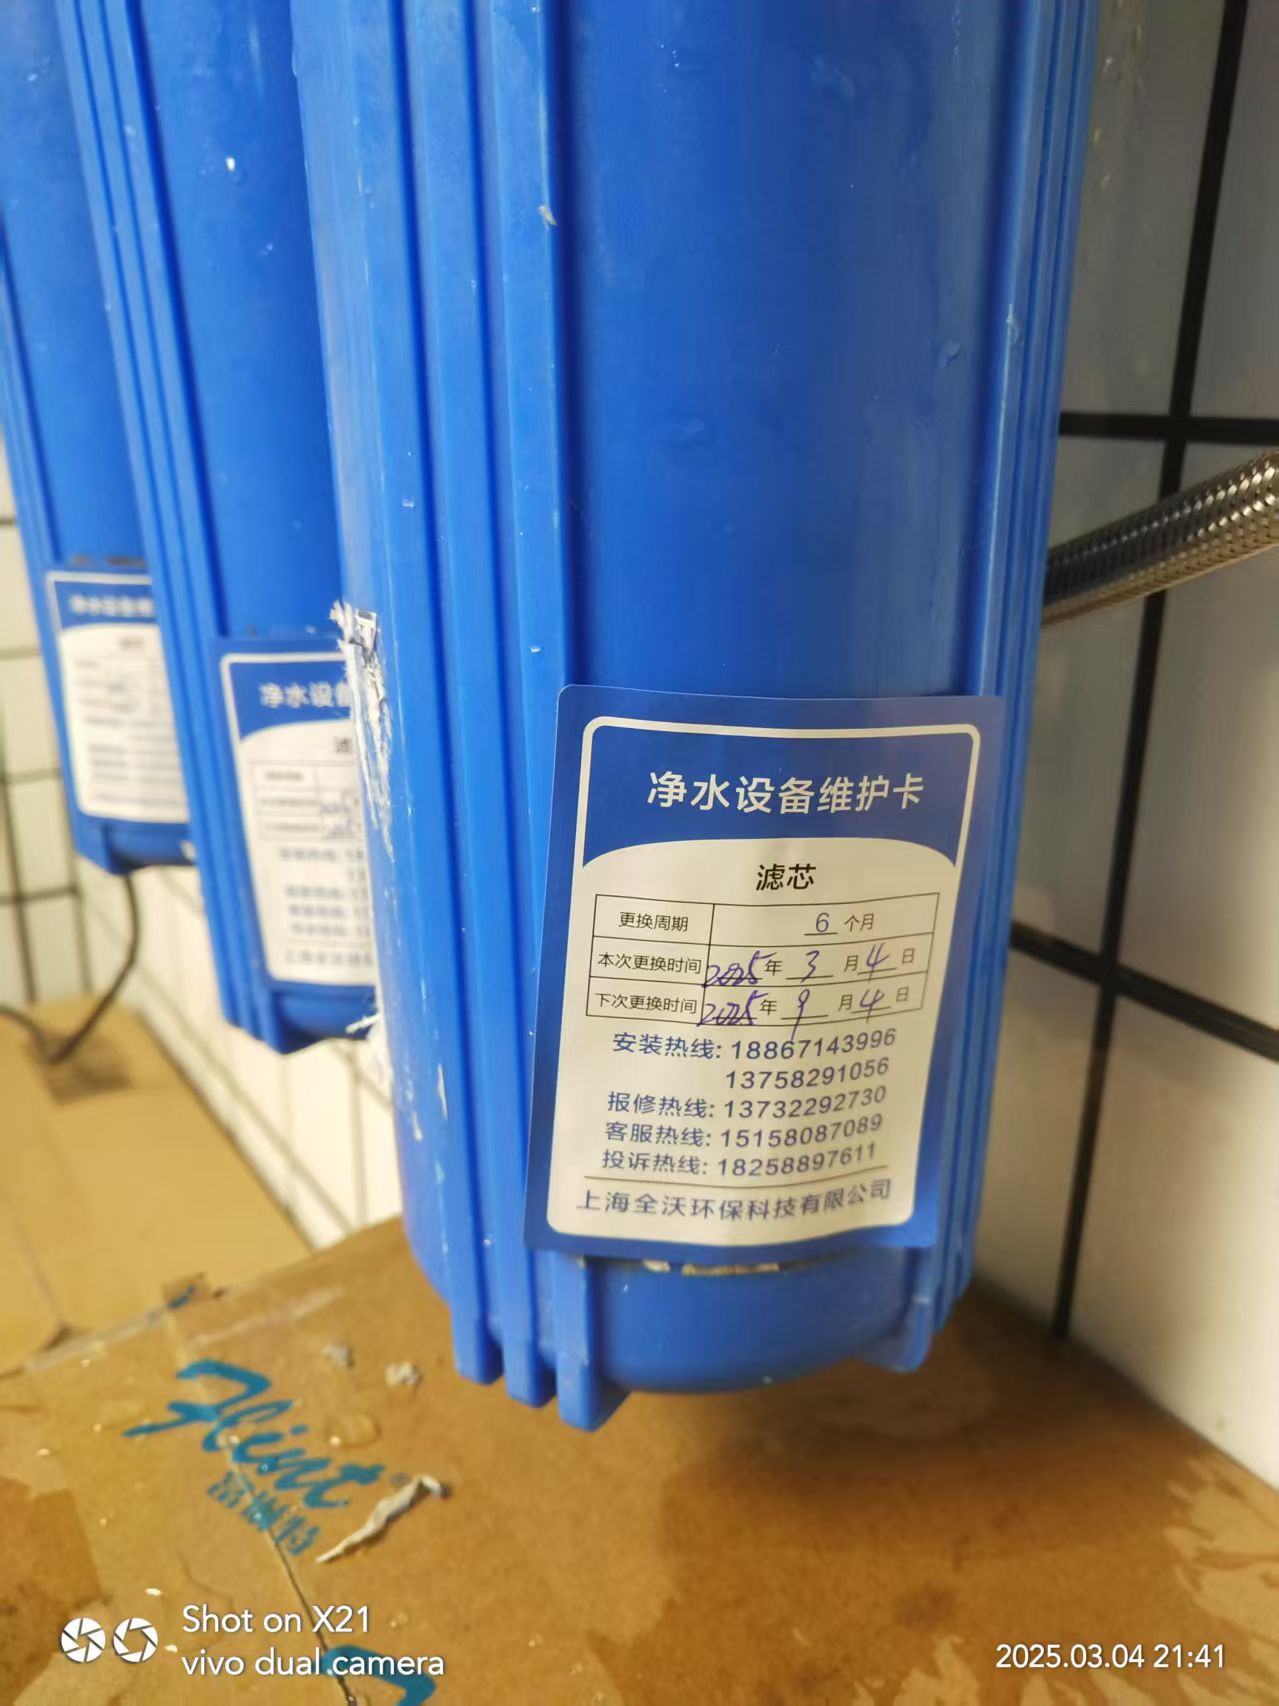 净水设备维护卡
滤芯
更换周期 6 个月
本次更换时间 2025 年 3 月 4 日
下次更换时间 2025 年 9 月 4 日
安装热线: 18867143996
13758291056
报修热线: 13732292730
客服热线: 15158087089
投诉热线: 18258897611
上海全沃环保科技有限公司
净水设备
滤
Flint
富
特
Shot on X21
vivo dual camera
2025.03.04 21:41